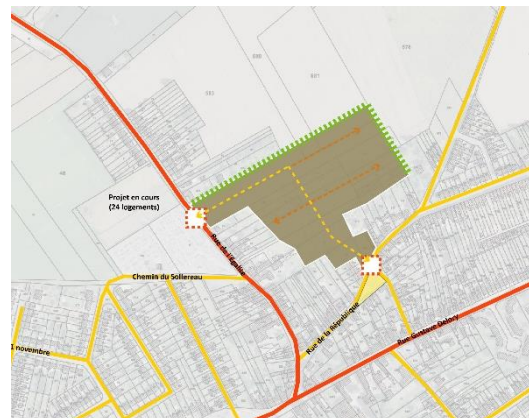 Projet en cours
(24 logements)
Rue de l'Égalité
Chemin du Sollereau
1 novembre
Rue de la République
Rue Gustave Delory